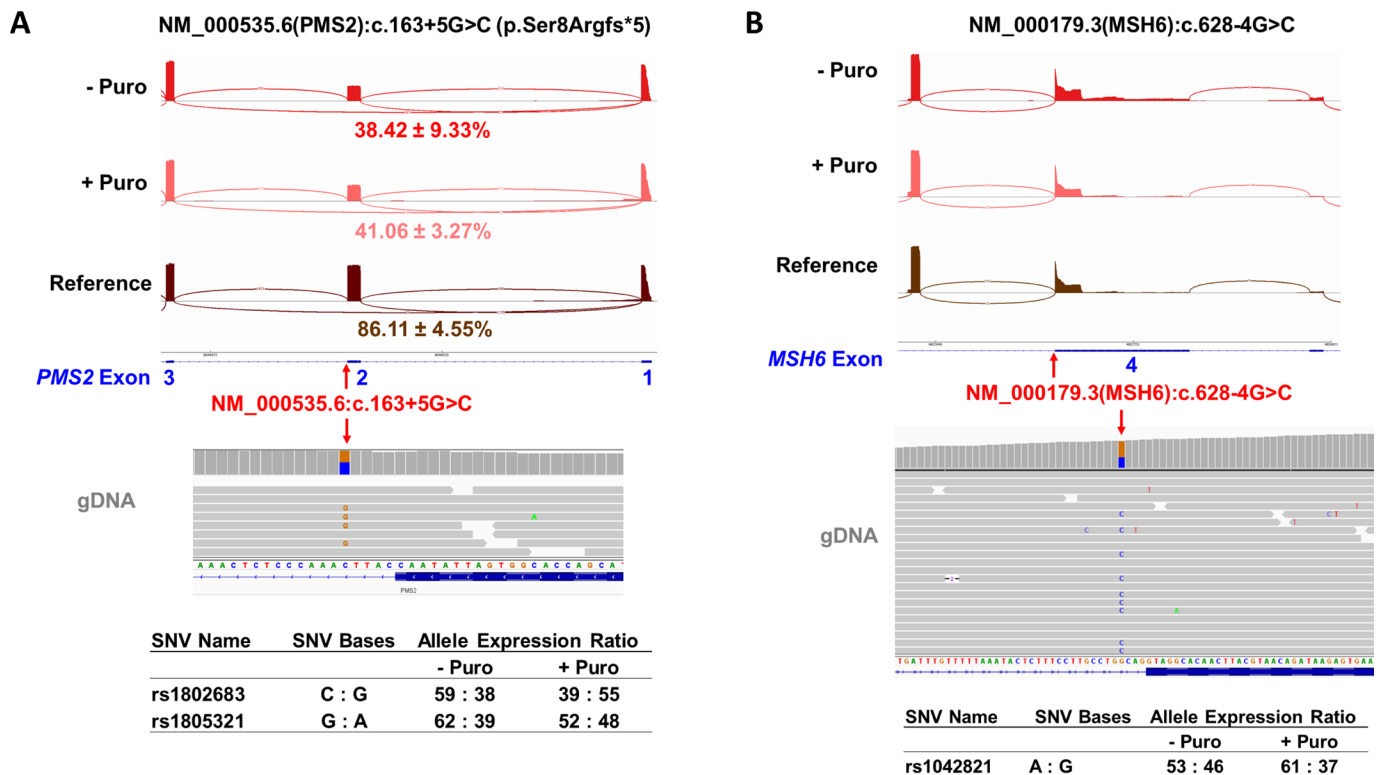 A
NM_000535.6(PMS2):c.163+5G>C (p.Ser8Argfs*5)
- Puro
38.42 ± 9.33%
+ Puro
41.06 ± 3.27%
Reference
86.11 ± 4.55%
PMS2 Exon 3 2 1
NM_000535.6:c.163+5G>C
gDNA
G
G A
G
G
A A A C T C T C C C A A A C T T A C C A A T A T T A G T G G C A C C A G C A
PMS2
SNV Name SNV Bases Allele Expression Ratio
- Puro + Puro
rs1802683 C : G 59 : 38 39 : 55
rs1805321 G : A 62 : 39 52 : 48
B
NM_000179.3(MSH6):c.628-4G>C
- Puro
+ Puro
Reference
MSH6 Exon 4
NM_000179.3(MSH6):c.628-4G>C
gDNA
T
T
C C T
T
C C T
C
C
C
C
C A
C
C
T G A T T T G T T T T T A A A T A C T C T T T C C T T G C C T G G C A G G T A G G C A C A A C T T A C G T A A C A G A T A A G A G T G A A
SNV Name SNV Bases Allele Expression Ratio
- Puro + Puro
rs1042821 A : G 53 : 46 61 : 37